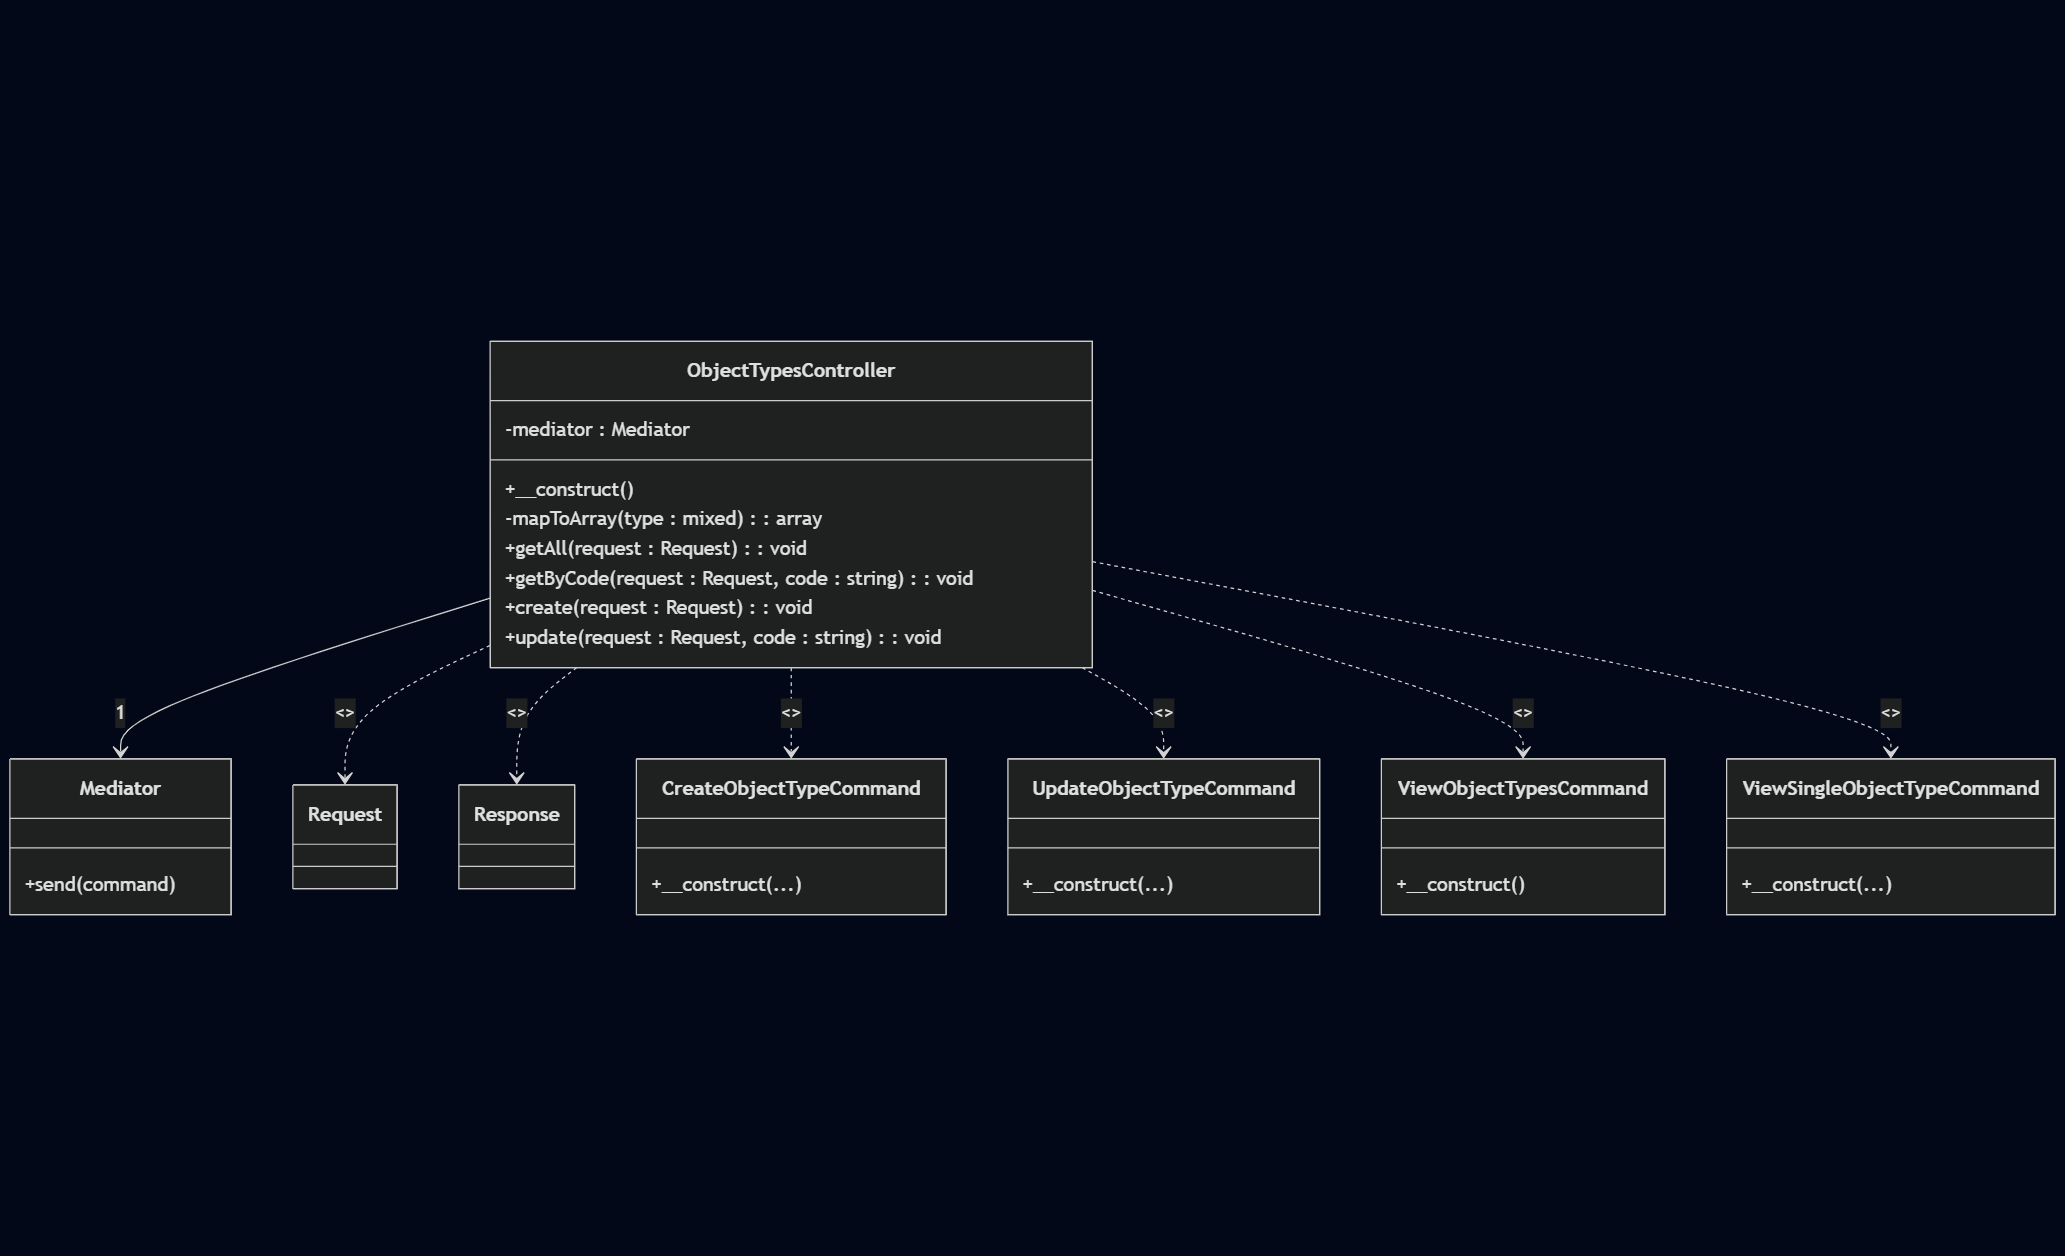 ObjectTypesController
-mediator : Mediator
+__construct()
-mapToArray(type : mixed) : : array
+getAll(request : Request) : : void
+getByCode(request : Request, code : string) : : void
+create(request : Request) : : void
+update(request : Request, code : string) : : void
1
<>
<>
<>
<>
<>
<>
Mediator
+send(command)
Request
Response
CreateObjectTypeCommand
+__construct(...)
UpdateObjectTypeCommand
+__construct(...)
ViewObjectTypesCommand
+__construct()
ViewSingleObjectTypeCommand
+__construct(...)